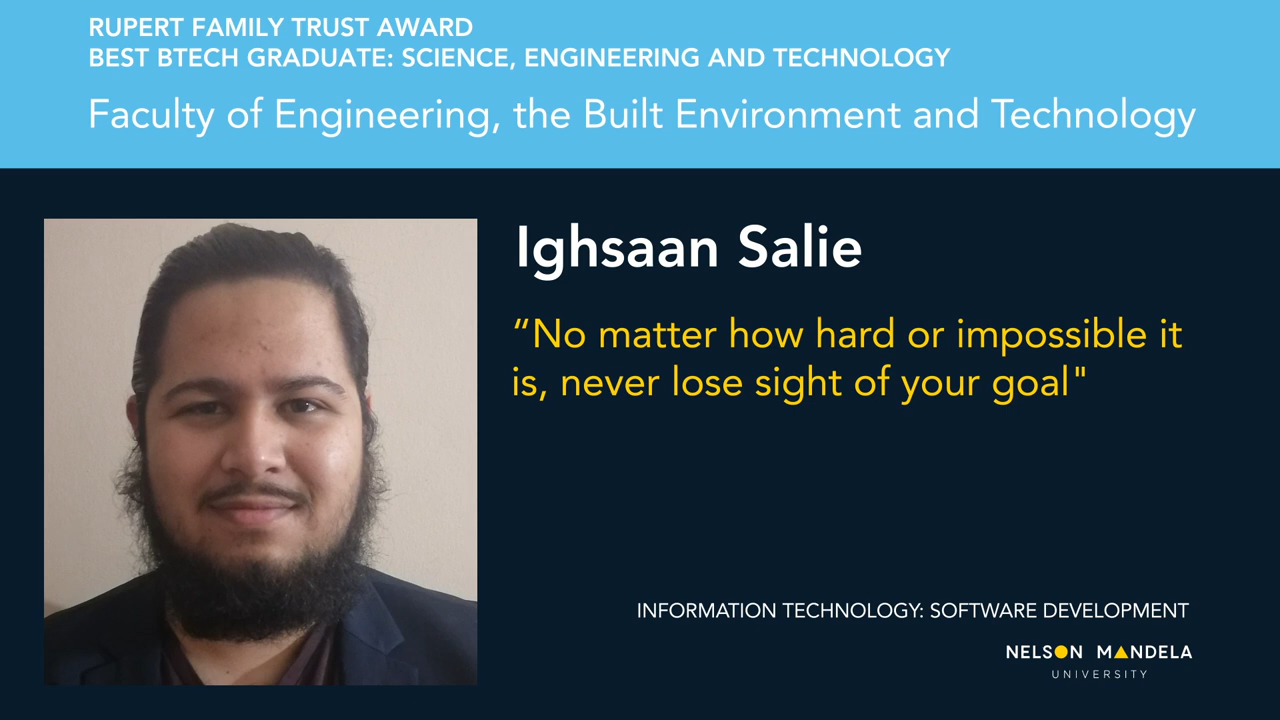 RUPERT FAMILY TRUST AWARD
BEST BTECH GRADUATE: SCIENCE, ENGINEERING AND TECHNOLOGY
Faculty of Engineering, the Built Environment and Technology
Ighsaan Salie
“No matter how hard or impossible it
is, never lose sight of your goal"
INFORMATION TECHNOLOGY: SOFTWARE DEVELOPMENT
NELSON MANDELA
UNIVERSITY